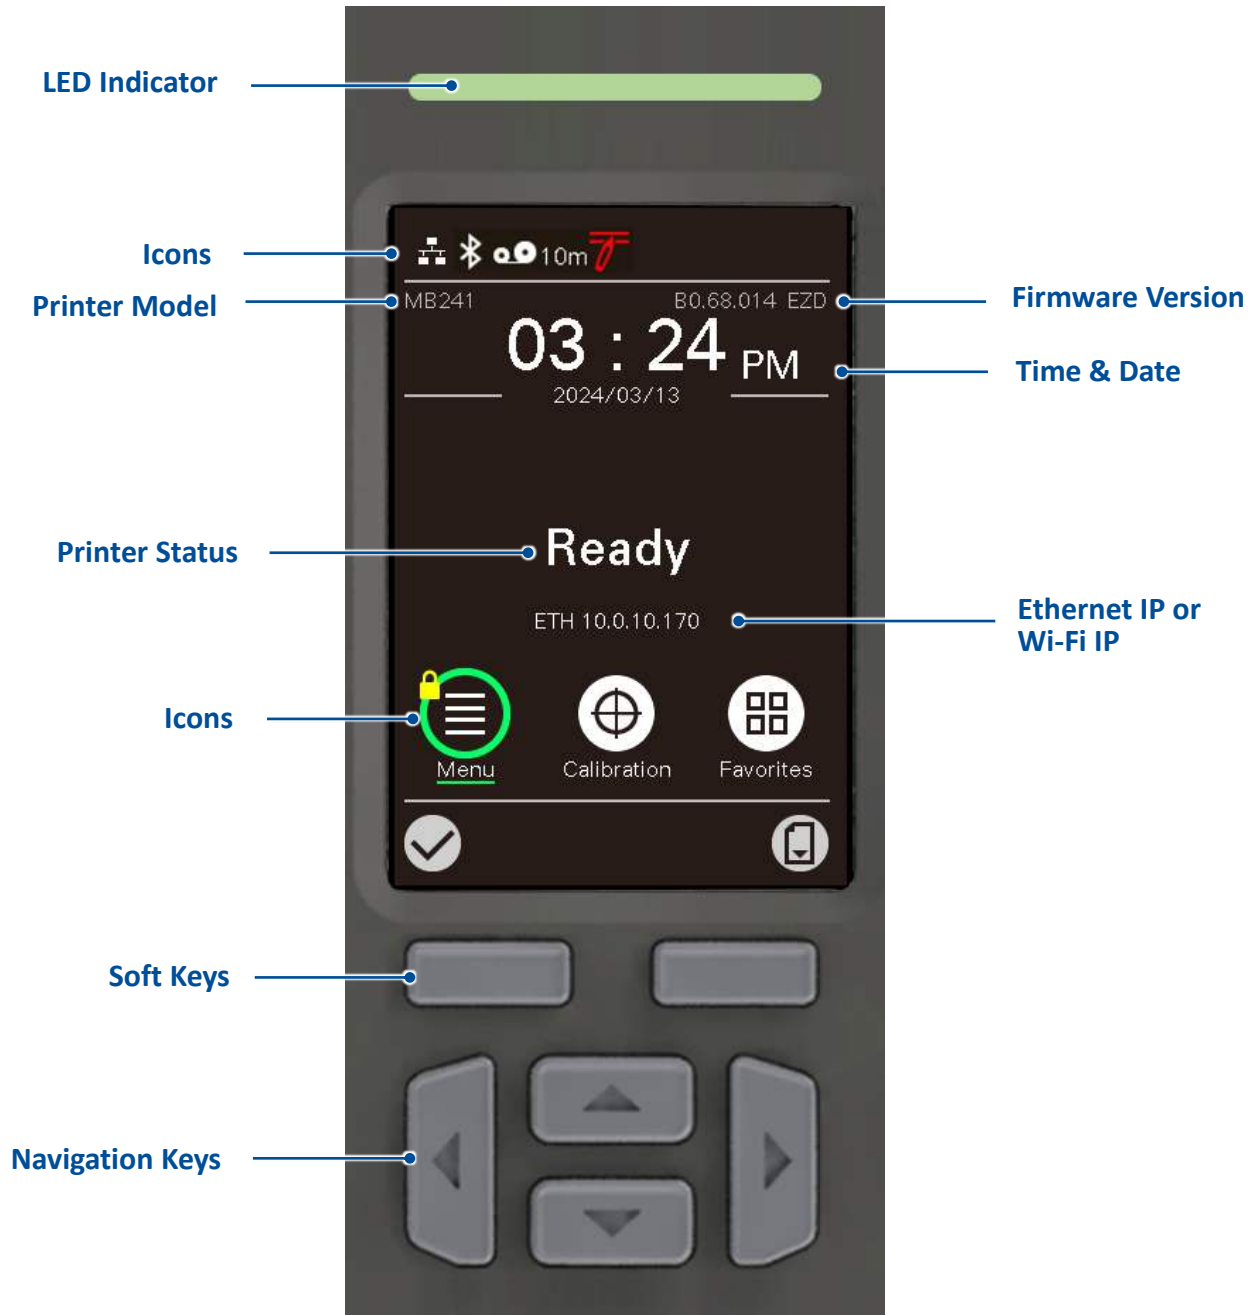 LED Indicator
Icons
10m
Printer Model
MB241
B0.68.014 EZD
Firmware Version
03 : 24 PM
Time & Date
2024/03/13
Printer Status
Ready
ETH 10.0.10.170
Ethernet IP or
Wi-Fi IP
Icons
Menu
Calibration
Favorites
Soft Keys
Navigation Keys